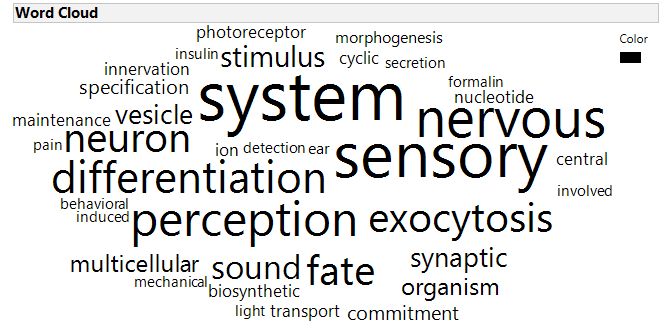 Word Cloud
Color
photoreceptor
morphogenesis
insulin
stimulus
cyclic
secretion
innervation
specification
system
formalin
nucleotide
maintenance
vesicle
nervous
pain
neuron
ion
detection
ear
sensory
central
differentiation
involved
behavioral
induced
perception
exocytosis
multicellular
sound
fate
synaptic
mechanical
biosynthetic
organism
light
transport
commitment